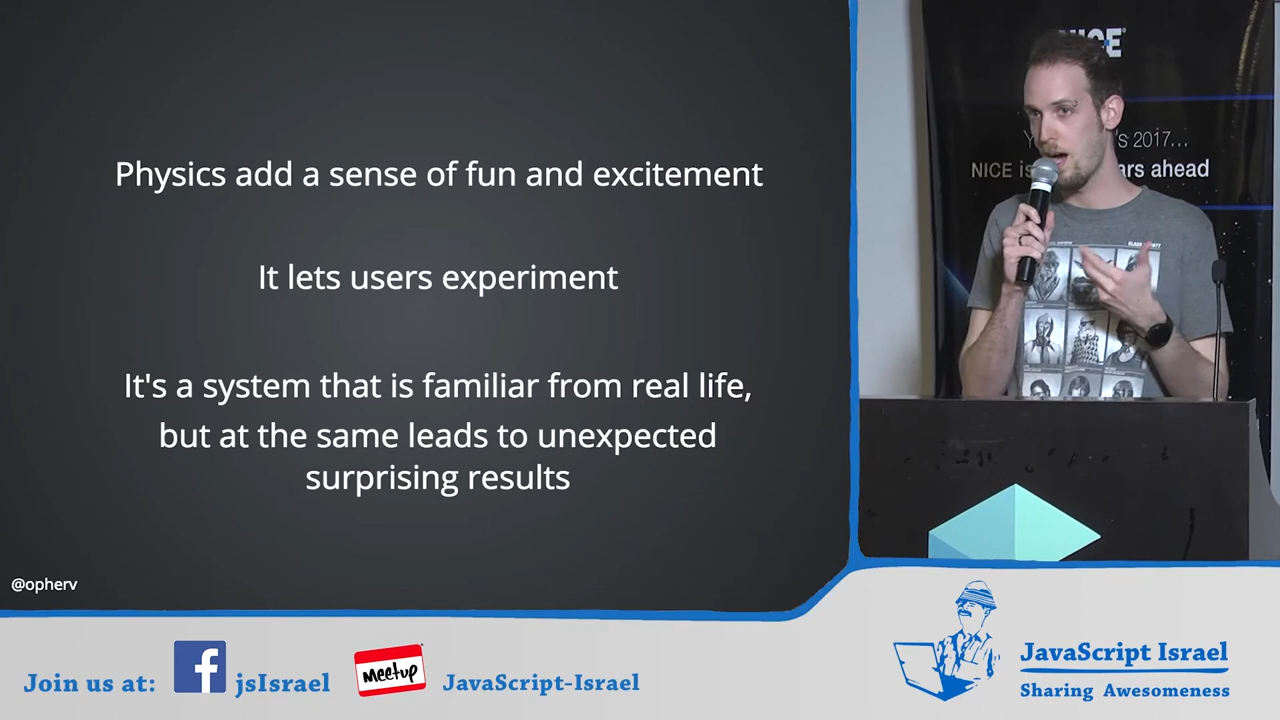 Physics add a sense of fun and excitement
It lets users experiment
It's a system that is familiar from real life,
but at the same leads to unexpected
surprising results
@opherv
NICE
2017...
NICE is ars ahead
Join us at:
jsIsrael
Meetup
JavaScript-Israel
JavaScript Israel
Sharing Awesomeness